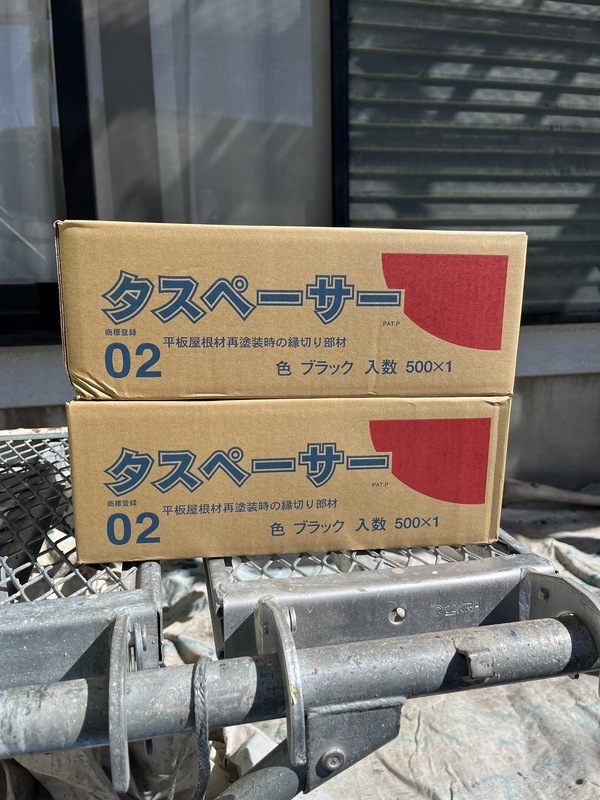 タスペーサー
PAT.P
商標登録
02 平板屋根材再塗装時の縁切り部材
色 ブラック 入数 500×1
タスペーサー
PAT.P
商標登録
02 平板屋根材再塗装時の縁切り部材
色 ブラック 入数 500×1